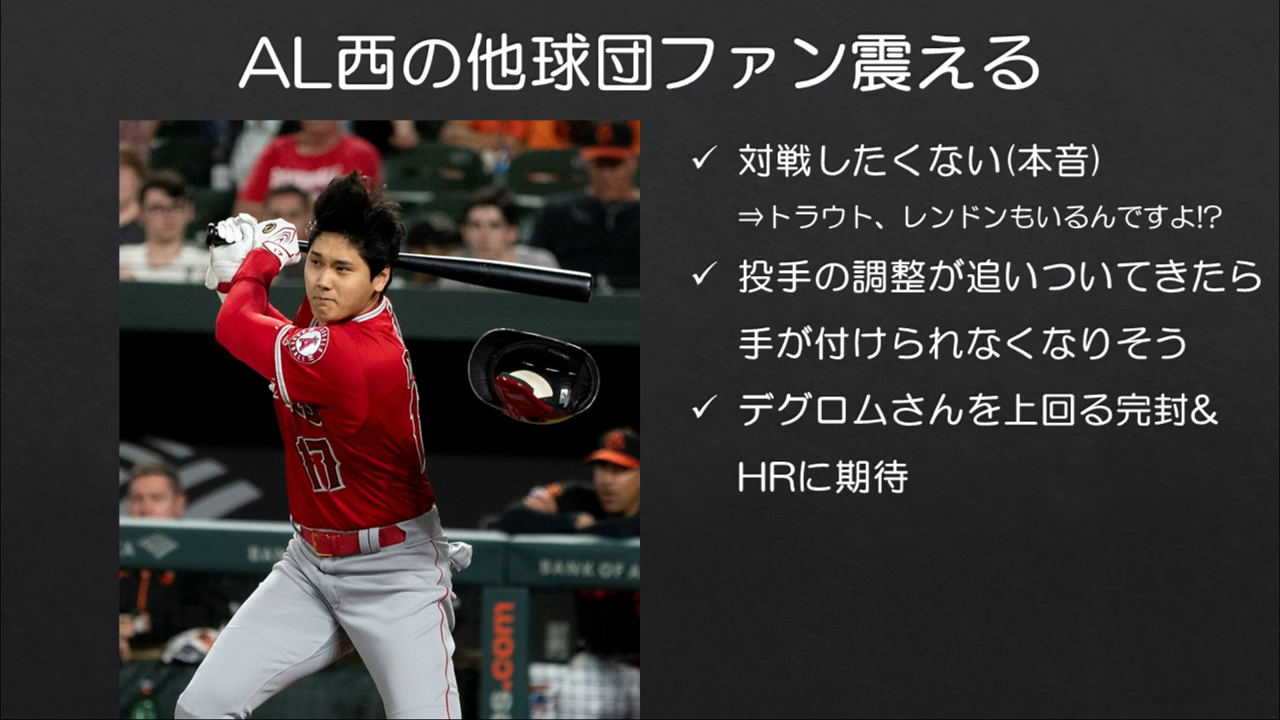 AL西の他球団ファン震える
✓ 対戦したくない(本音)
⇒トラウト、レンドンもいるんですよ!?
✓ 投手の調整が追いついてきたら
手が付けられなくなりそう
✓ デグロムさんを上回る完封&
HRに期待
17
BANK OF A
s.com